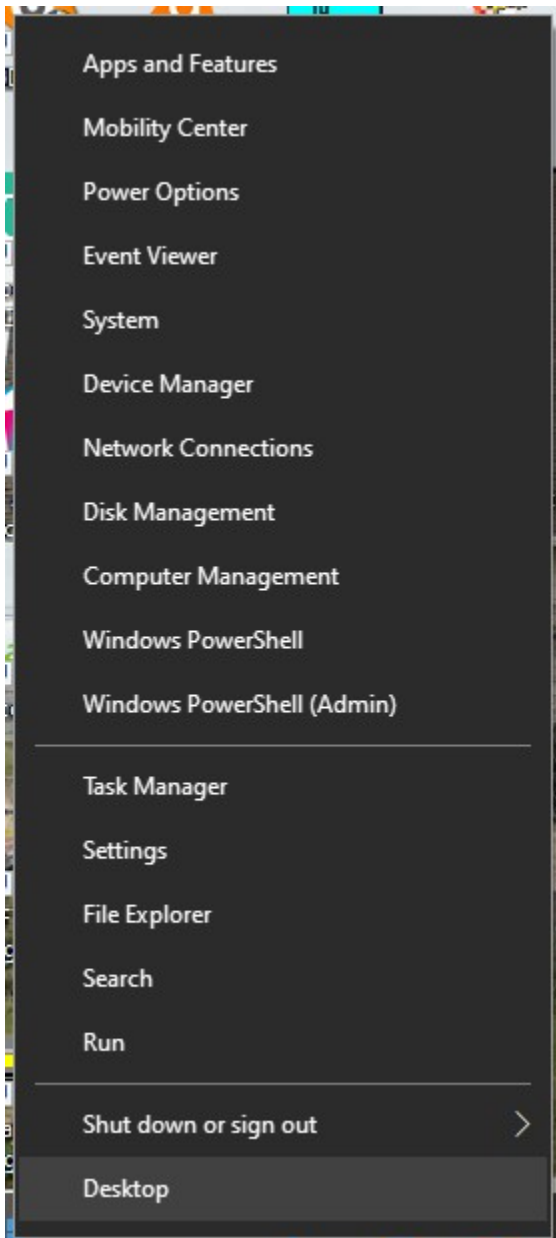 Apps and Features
Mobility Center
Power Options
Event Viewer
System
Device Manager
Network Connections
Disk Management
Computer Management
Windows PowerShell
Windows PowerShell (Admin)
Task Manager
Settings
File Explorer
Search
Run
Shut down or sign out
Desktop